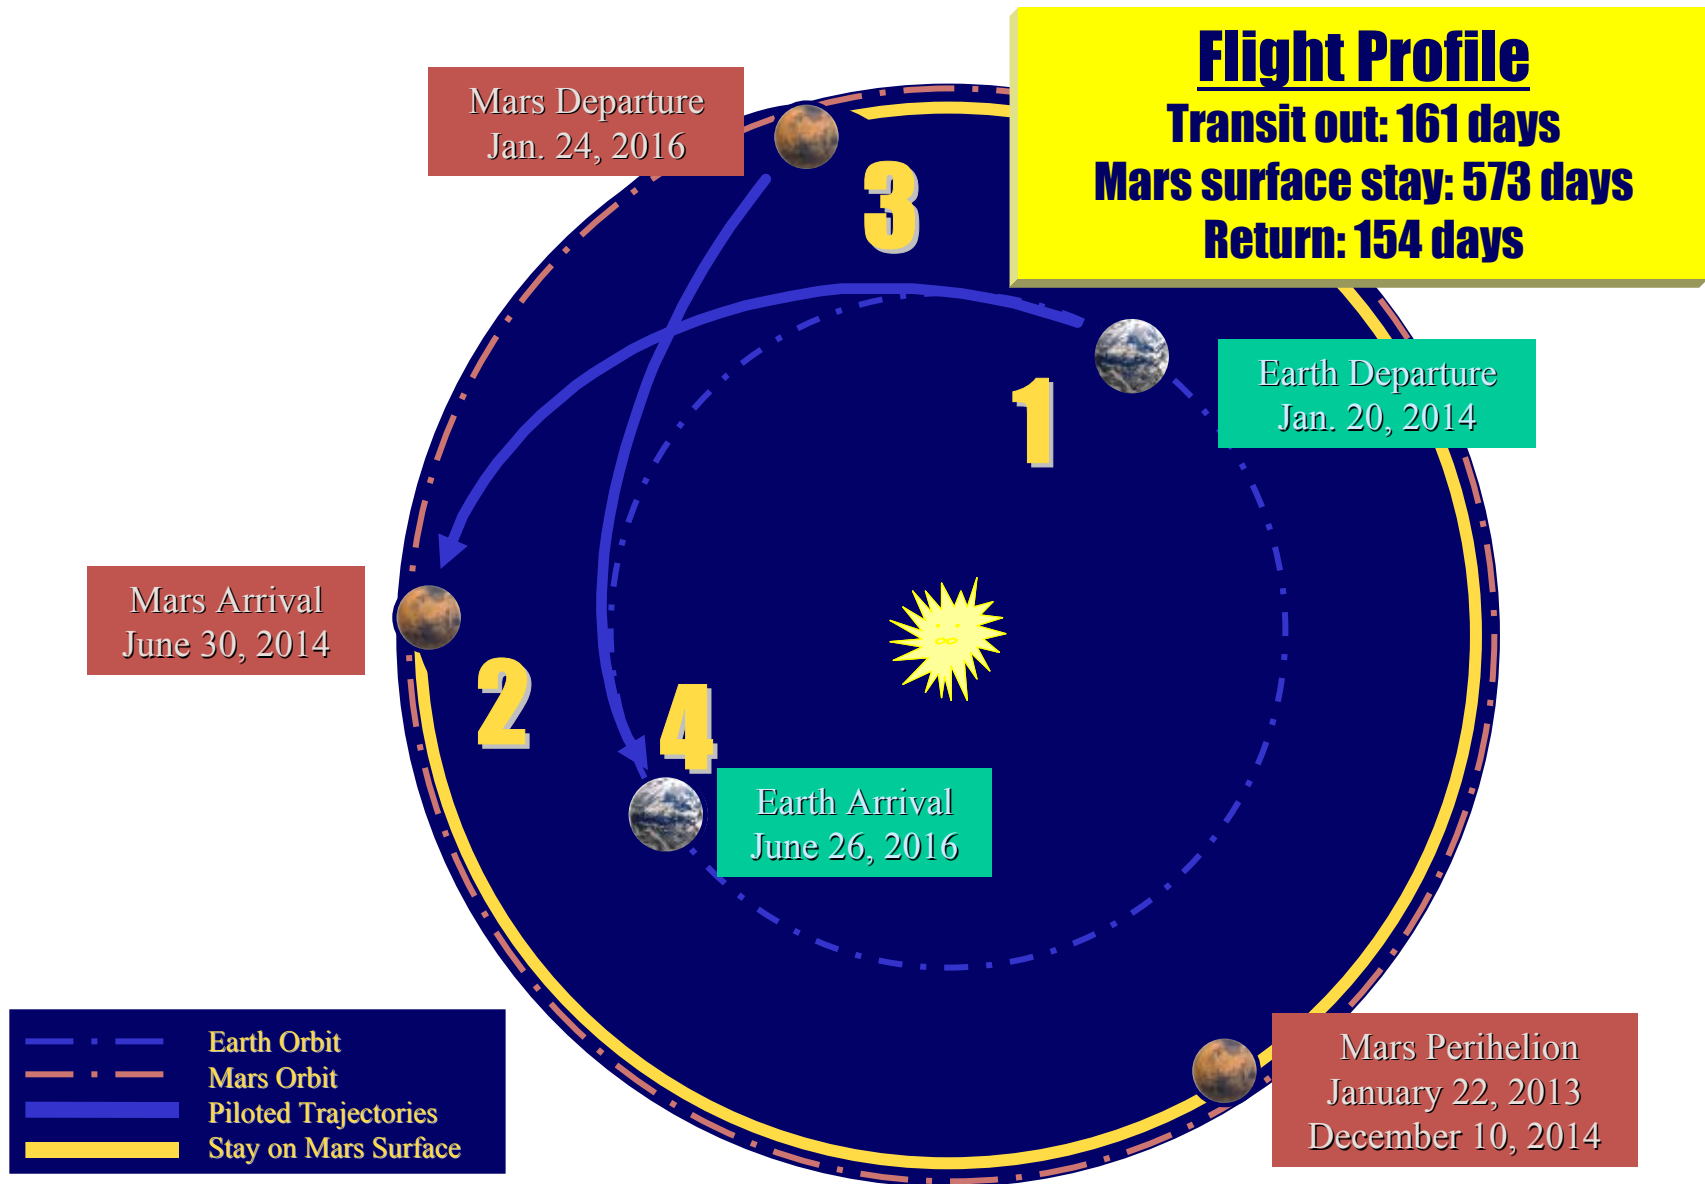 Flight Profile
Transit out: 161 days
Mars surface stay: 573 days
Return: 154 days
Mars Departure
Jan. 24, 2016
3
Earth Departure
Jan. 20, 2014
1
Mars Arrival
June 30, 2014
2
4
Earth Arrival
June 26, 2016
Mars Perihelion
January 22, 2013
December 10, 2014
Earth Orbit
Mars Orbit
Piloted Trajectories
Stay on Mars Surface